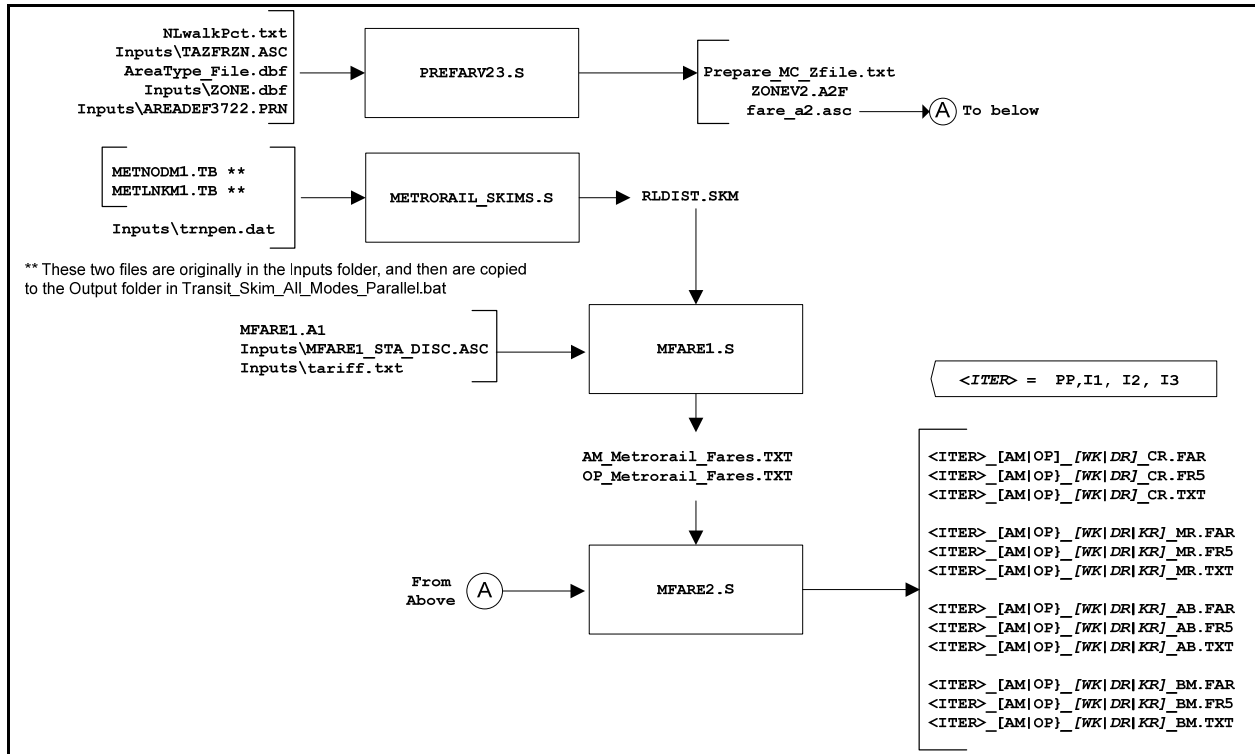 NLwalkPct.txt
Inputs\TAZFRZN.ASC
AreaType_File.dbf
Inputs\ZONE.dbf
Inputs\AREADEF3722.PRN
PREFARV23.S
Prepare_MC_Zfile.txt
ZONEV2.A2F
fare_a2.asc
A To below
METNODM1.TB **
METLNKM1.TB **
Inputs\trnpen.dat
METRORAIL_SKIMS.S
RLDIST.SKM
** These two files are originally in the Inputs folder, and then are copied
to the Output folder in Transit_Skim_All_Modes_Parallel.bat
MFARE1.A1
Inputs\MFARE1_STA_DISC.ASC
Inputs\tariff.txt
MFARE1.S
<ITER> = PP,I1, I2, I3
AM_Metrorail_Fares.TXT
OP_Metrorail_Fares.TXT
From
Above
A
MFARE2.S
<ITER>_[AM|OP]_[WK|DR]_CR.FAR
<ITER>_[AM|OP}_[WK|DR]_CR.FR5
<ITER>_[AM|OP}_[WK|DR]_CR.TXT
<ITER>_[AM|OP}_[WK|DR|KR]_MR.FAR
<ITER>_[AM|OP}_[WK|DR|KR]_MR.FR5
<ITER>_[AM|OP}_[WK|DR|KR]_MR.TXT
<ITER>_[AM|OP}_[WK|DR|KR]_AB.FAR
<ITER>_[AM|OP}_[WK|DR|KR]_AB.FR5
<ITER>_[AM|OP}_[WK|DR|KR]_AB.TXT
<ITER>_[AM|OP}_[WK|DR|KR]_BM.FAR
<ITER>_[AM|OP}_[WK|DR|KR]_BM.FR5
<ITER>_[AM|OP}_[WK|DR|KR]_BM.TXT